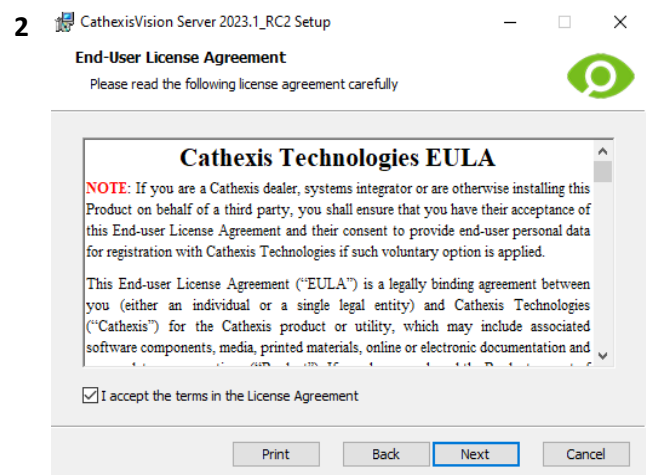 2
CathexisVision Server 2023.1_RC2 Setup
End-User License Agreement
Please read the following license agreement carefully
Cathexis Technologies EULA
NOTE: If you are a Cathexis dealer, systems integrator or are otherwise installing this
Product on behalf of a third party, you shall ensure that you have their acceptance of
this End-user License Agreement and their consent to provide end-user personal data
for registration with Cathexis Technologies if such voluntary option is applied.
This End-user License Agreement (“EULA”) is a legally binding agreement between
you (either an individual or a single legal entity) and Cathexis Technologies
(“Cathexis”) for the Cathexis product or utility, which may include associated
software components, media, printed materials, online or electronic documentation and
I accept the terms in the License Agreement
Print Back Next Cancel